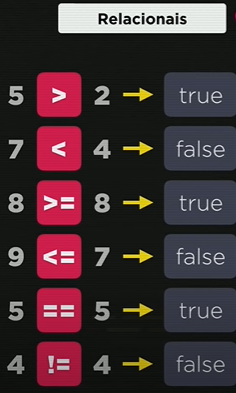 Relacionais
5 > 2 → true
7 < 4 → false
8 >= 8 → true
9 <= 7 → false
5 == 5 → true
4 != 4 → false